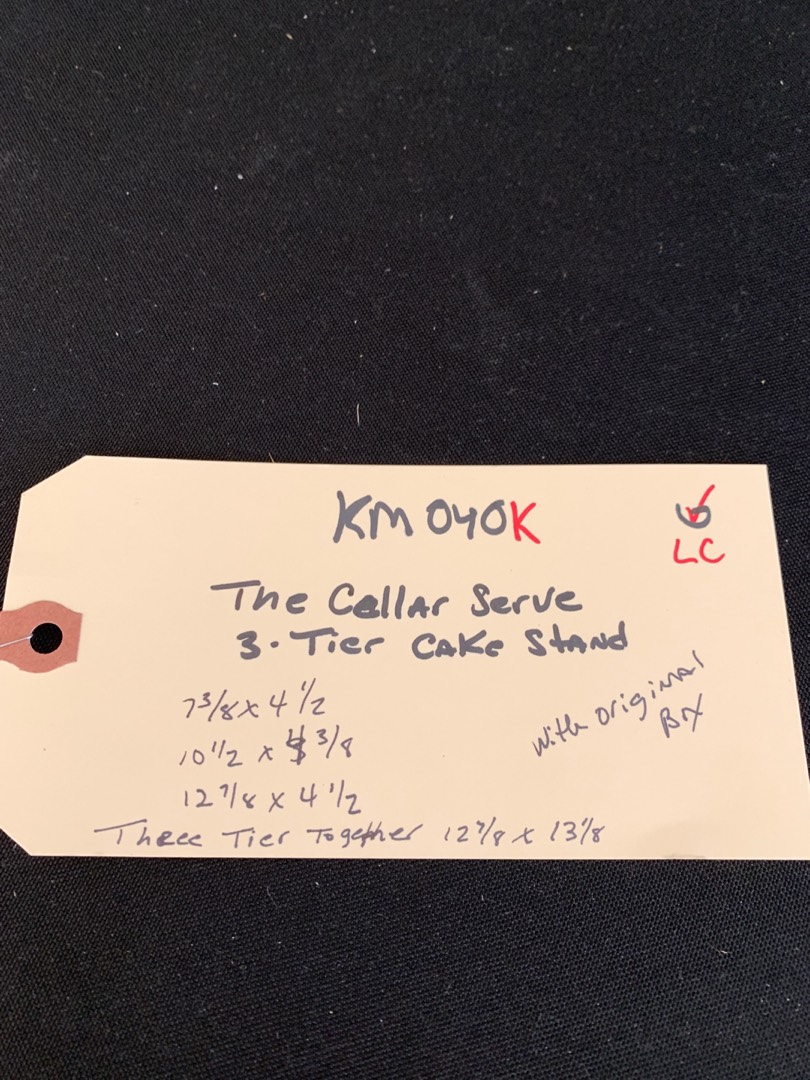 KM040K
6
LC
The Cellar Serve
3-Tier Cake Stand
7 3/8 x 4 1/2
10 1/2 x 3/8
12 7/8 x 4 1/2
With original
Three Tier Together 12 7/8 x 13 1/8